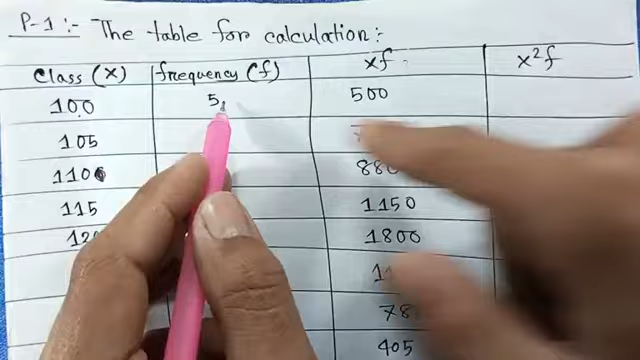 P-1:- The table for calculation:-
Class (X) frequency (f) xf x²f
100 5 500
105
110 880
115 1150
1800
405